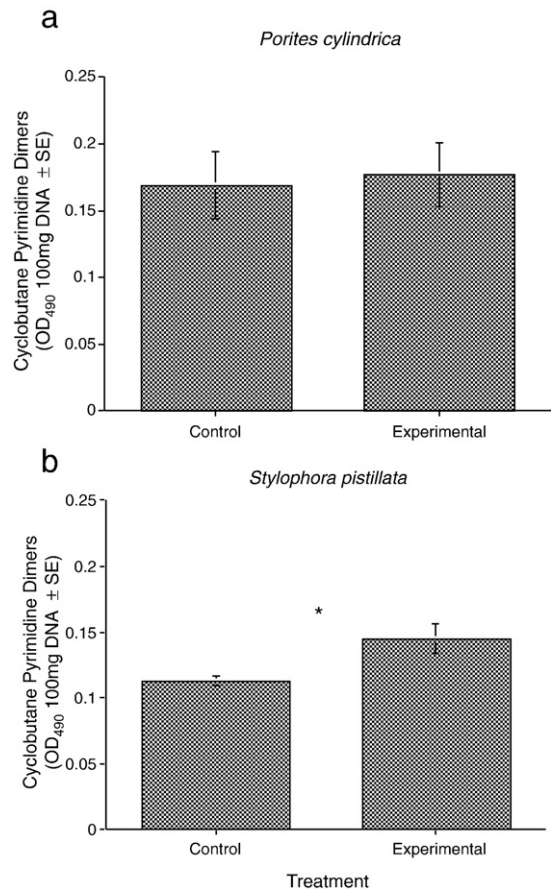 a
Porites cylindrica
0.25
0.2
0.15
0.1
0.05
0
Cyclobutane Pyrimidine Dimers
(OD490 100mg DNA ± SE)
Control
Experimental
b
Stylophora pistillata
0.25
0.2
0.15
0.1
0.05
0
Cyclobutane Pyrimidine Dimers
(OD490 100mg DNA ± SE)
*
Control
Experimental
Treatment